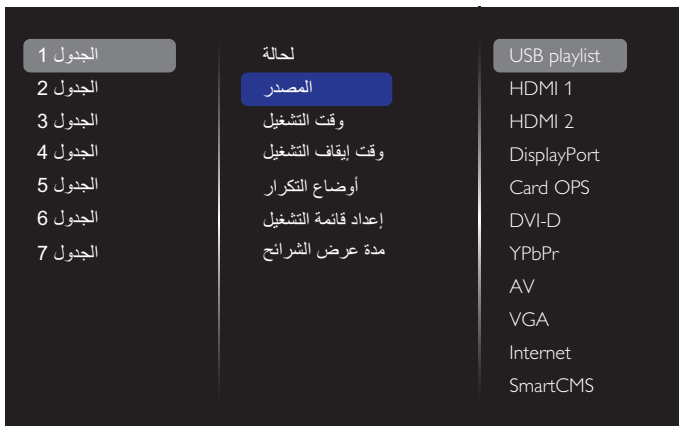 الجدول 1
الجدول 2
الجدول 3
الجدول 4
الجدول 5
الجدول 6
الجدول 7
لحالة
المصدر
وقت التشغيل
وقت إيقاف التشغيل
أوضاع التكرار
إعداد قائمة التشغيل
مدة عرض الشرائح
USB playlist
HDMI 1
HDMI 2
DisplayPort
Card OPS
DVI-D
YPbPr
AV
VGA
Internet
SmartCMS